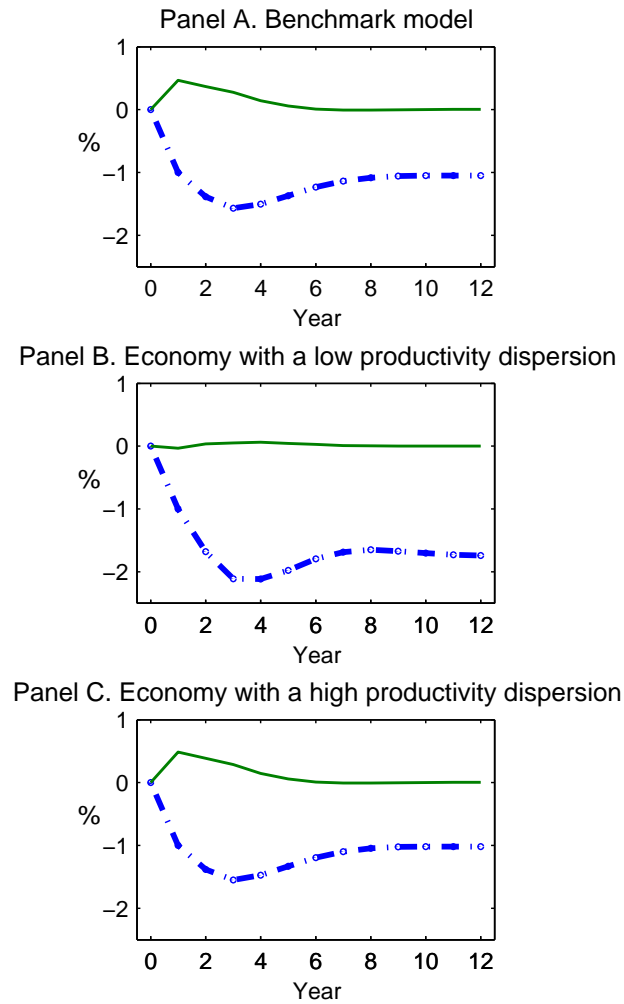 Panel A. Benchmark model
1
0
%
−1
−2
0 2 4 6 8 10 12
Year
Panel B. Economy with a low productivity dispersion
1
0
%
−1
−2
0 2 4 6 8 10 12
Year
Panel C. Economy with a high productivity dispersion
1
0
%
−1
−2
0 2 4 6 8 10 12
Year